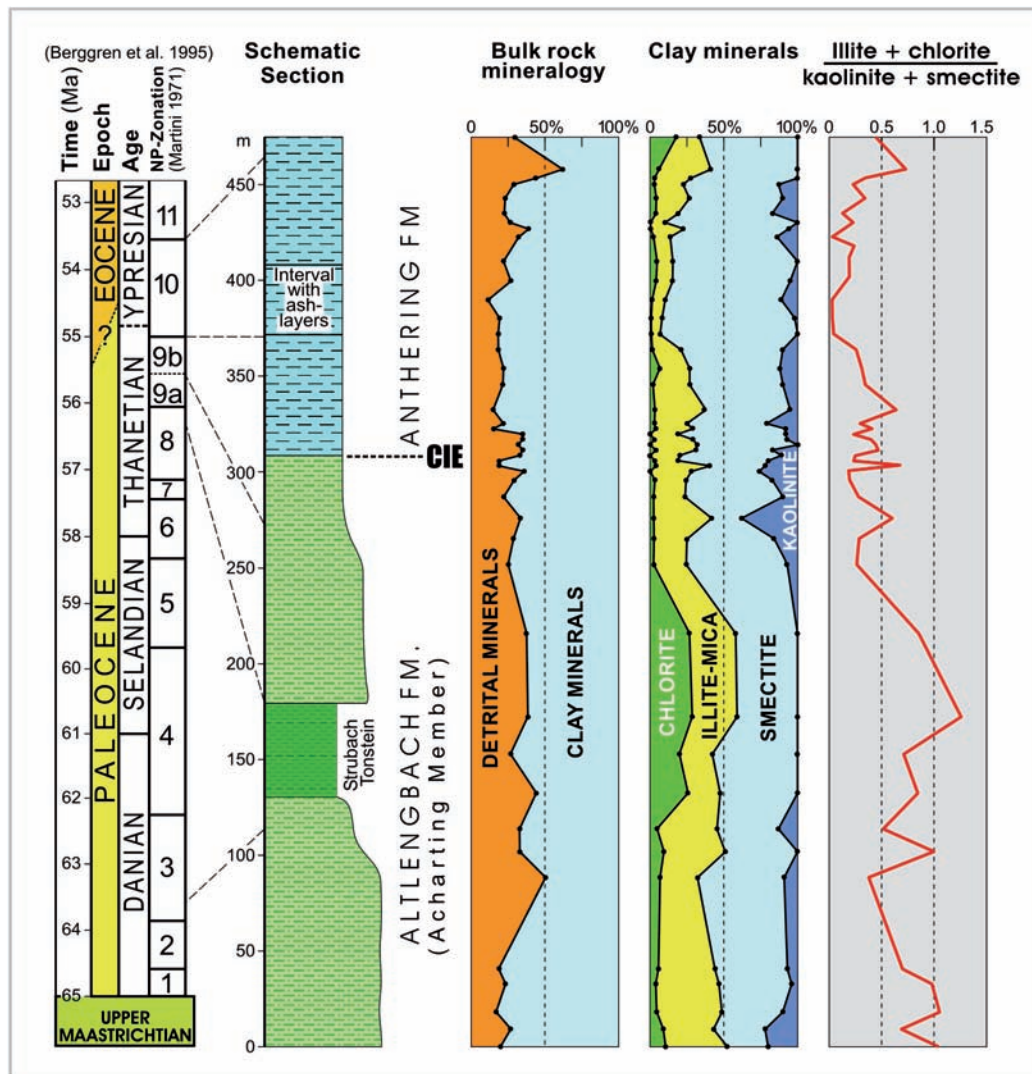 (Berggren et al. 1995)
Time (Ma)
Epoch
Age
NP-Zonation
(Martini 1971)
Schematic
Section
Bulk rock
mineralogy
Clay minerals
Illite + chlorite
kaolinite + smectite
0 50% 100%
0 50% 100%
0 0.5 1.0 1.5
m
450
400
350
300
250
200
150
100
50
0
53
54
55
56
57
58
59
60
61
62
63
64
65
EOCENE
?
PALEOCENE
YPRESIAN
THANETIAN
SELANDIAN
DANIAN
11
10
9b
9a
8
7
6
5
4
3
2
1
UPPER
MAASTRICHTIAN
Interval
with
ash-
layers
Strubach
Tonstein
ANTHERING FM
CIE
ALTLENGBACH FM.
(Acharting Member)
DETRITAL MINERALS
CLAY MINERALS
CHLORITE
ILLITE-MICA
SMECTITE
KAOLINITE